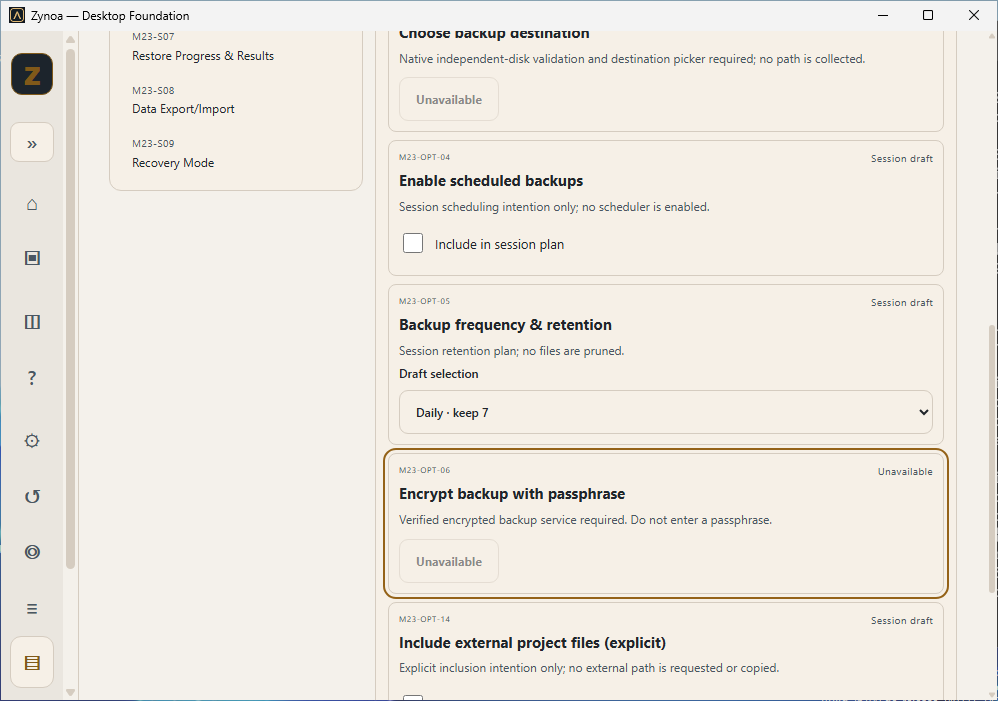 Zynoa — Desktop Foundation
Z
»
?
M23-S07
Restore Progress & Results
M23-S08
Data Export/Import
M23-S09
Recovery Mode
Choose backup destination
Native independent-disk validation and destination picker required; no path is collected.
Unavailable
M23-OPT-04
Session draft
Enable scheduled backups
Session scheduling intention only; no scheduler is enabled.
Include in session plan
M23-OPT-05
Session draft
Backup frequency & retention
Session retention plan; no files are pruned.
Draft selection
Daily · keep 7
M23-OPT-06
Unavailable
Encrypt backup with passphrase
Verified encrypted backup service required. Do not enter a passphrase.
Unavailable
M23-OPT-14
Session draft
Include external project files (explicit)
Explicit inclusion intention only; no external path is requested or copied.